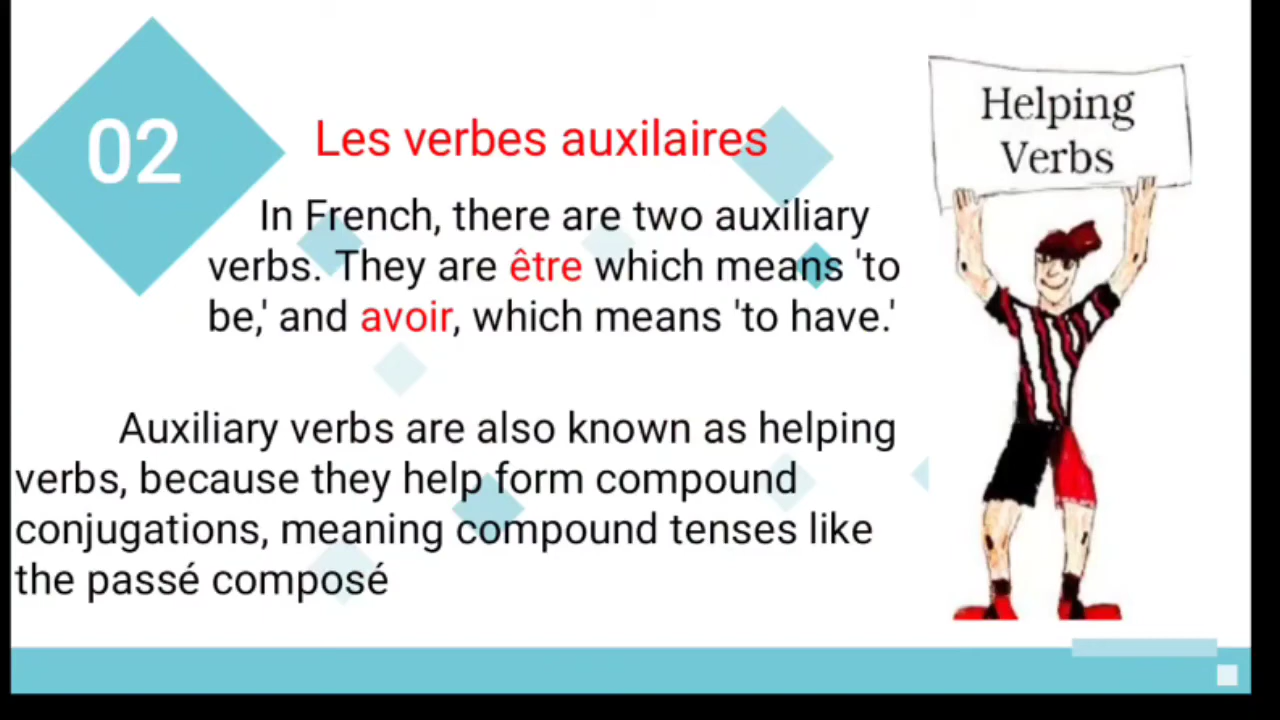 02
Les verbes auxilaires
In French, there are two auxiliary
verbs. They are être which means 'to
be,' and avoir, which means 'to have.'
Auxiliary verbs are also known as helping
verbs, because they help form compound
conjugations, meaning compound tenses like
the passé composé
Helping
Verbs